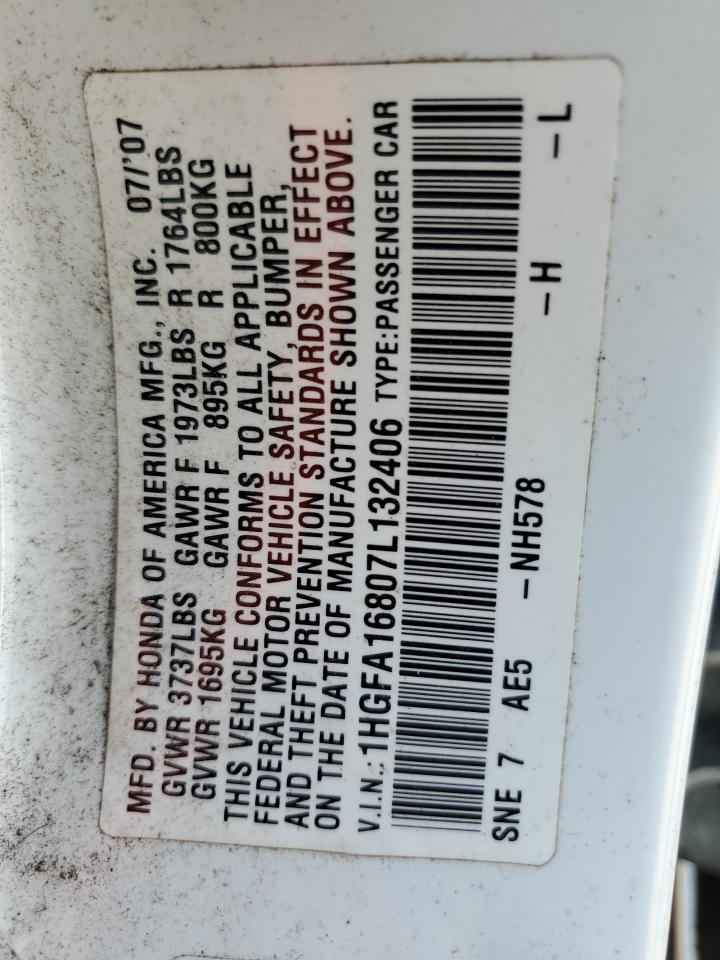 MFD. BY HONDA OF AMERICA MFG., INC. 07/'07
GVWR 3737LBS GAWR F 1973LBS R 1764LBS
GVWR 1695KG GAWR F 895KG R 800KG
THIS VEHICLE CONFORMS TO ALL APPLICABLE
FEDERAL MOTOR VEHICLE SAFETY, BUMPER,
AND THEFT PREVENTION STANDARDS IN EFFECT
ON THE DATE OF MANUFACTURE SHOWN ABOVE.
V.I.N.:1HGFA16807L132406 TYPE:PASSENGER CAR
SNE 7 AE5 -NH578 -H -L